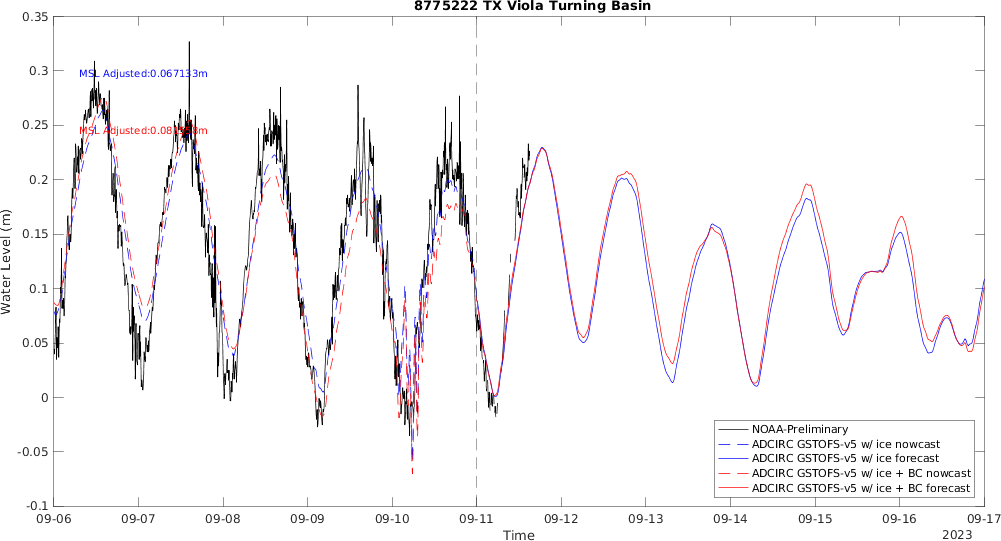 8775222 TX Viola Turning Basin
0.35
0.3
0.25
0.2
0.15
0.1
0.05
0
-0.05
-0.1
Water Level (m)
MSL Adjusted:0.067133m
MSL Adjusted:
NOAA-Preliminary
ADCIRC GSTOFS-v5 w/ ice nowcast
ADCIRC GSTOFS-v5 w/ ice forecast
ADCIRC GSTOFS-v5 w/ ice + BC nowcast
ADCIRC GSTOFS-v5 w/ ice + BC forecast
09-06 09-07 09-08 09-09 09-10 09-11 09-12 09-13 09-14 09-15 09-16 09-17
Time
2023